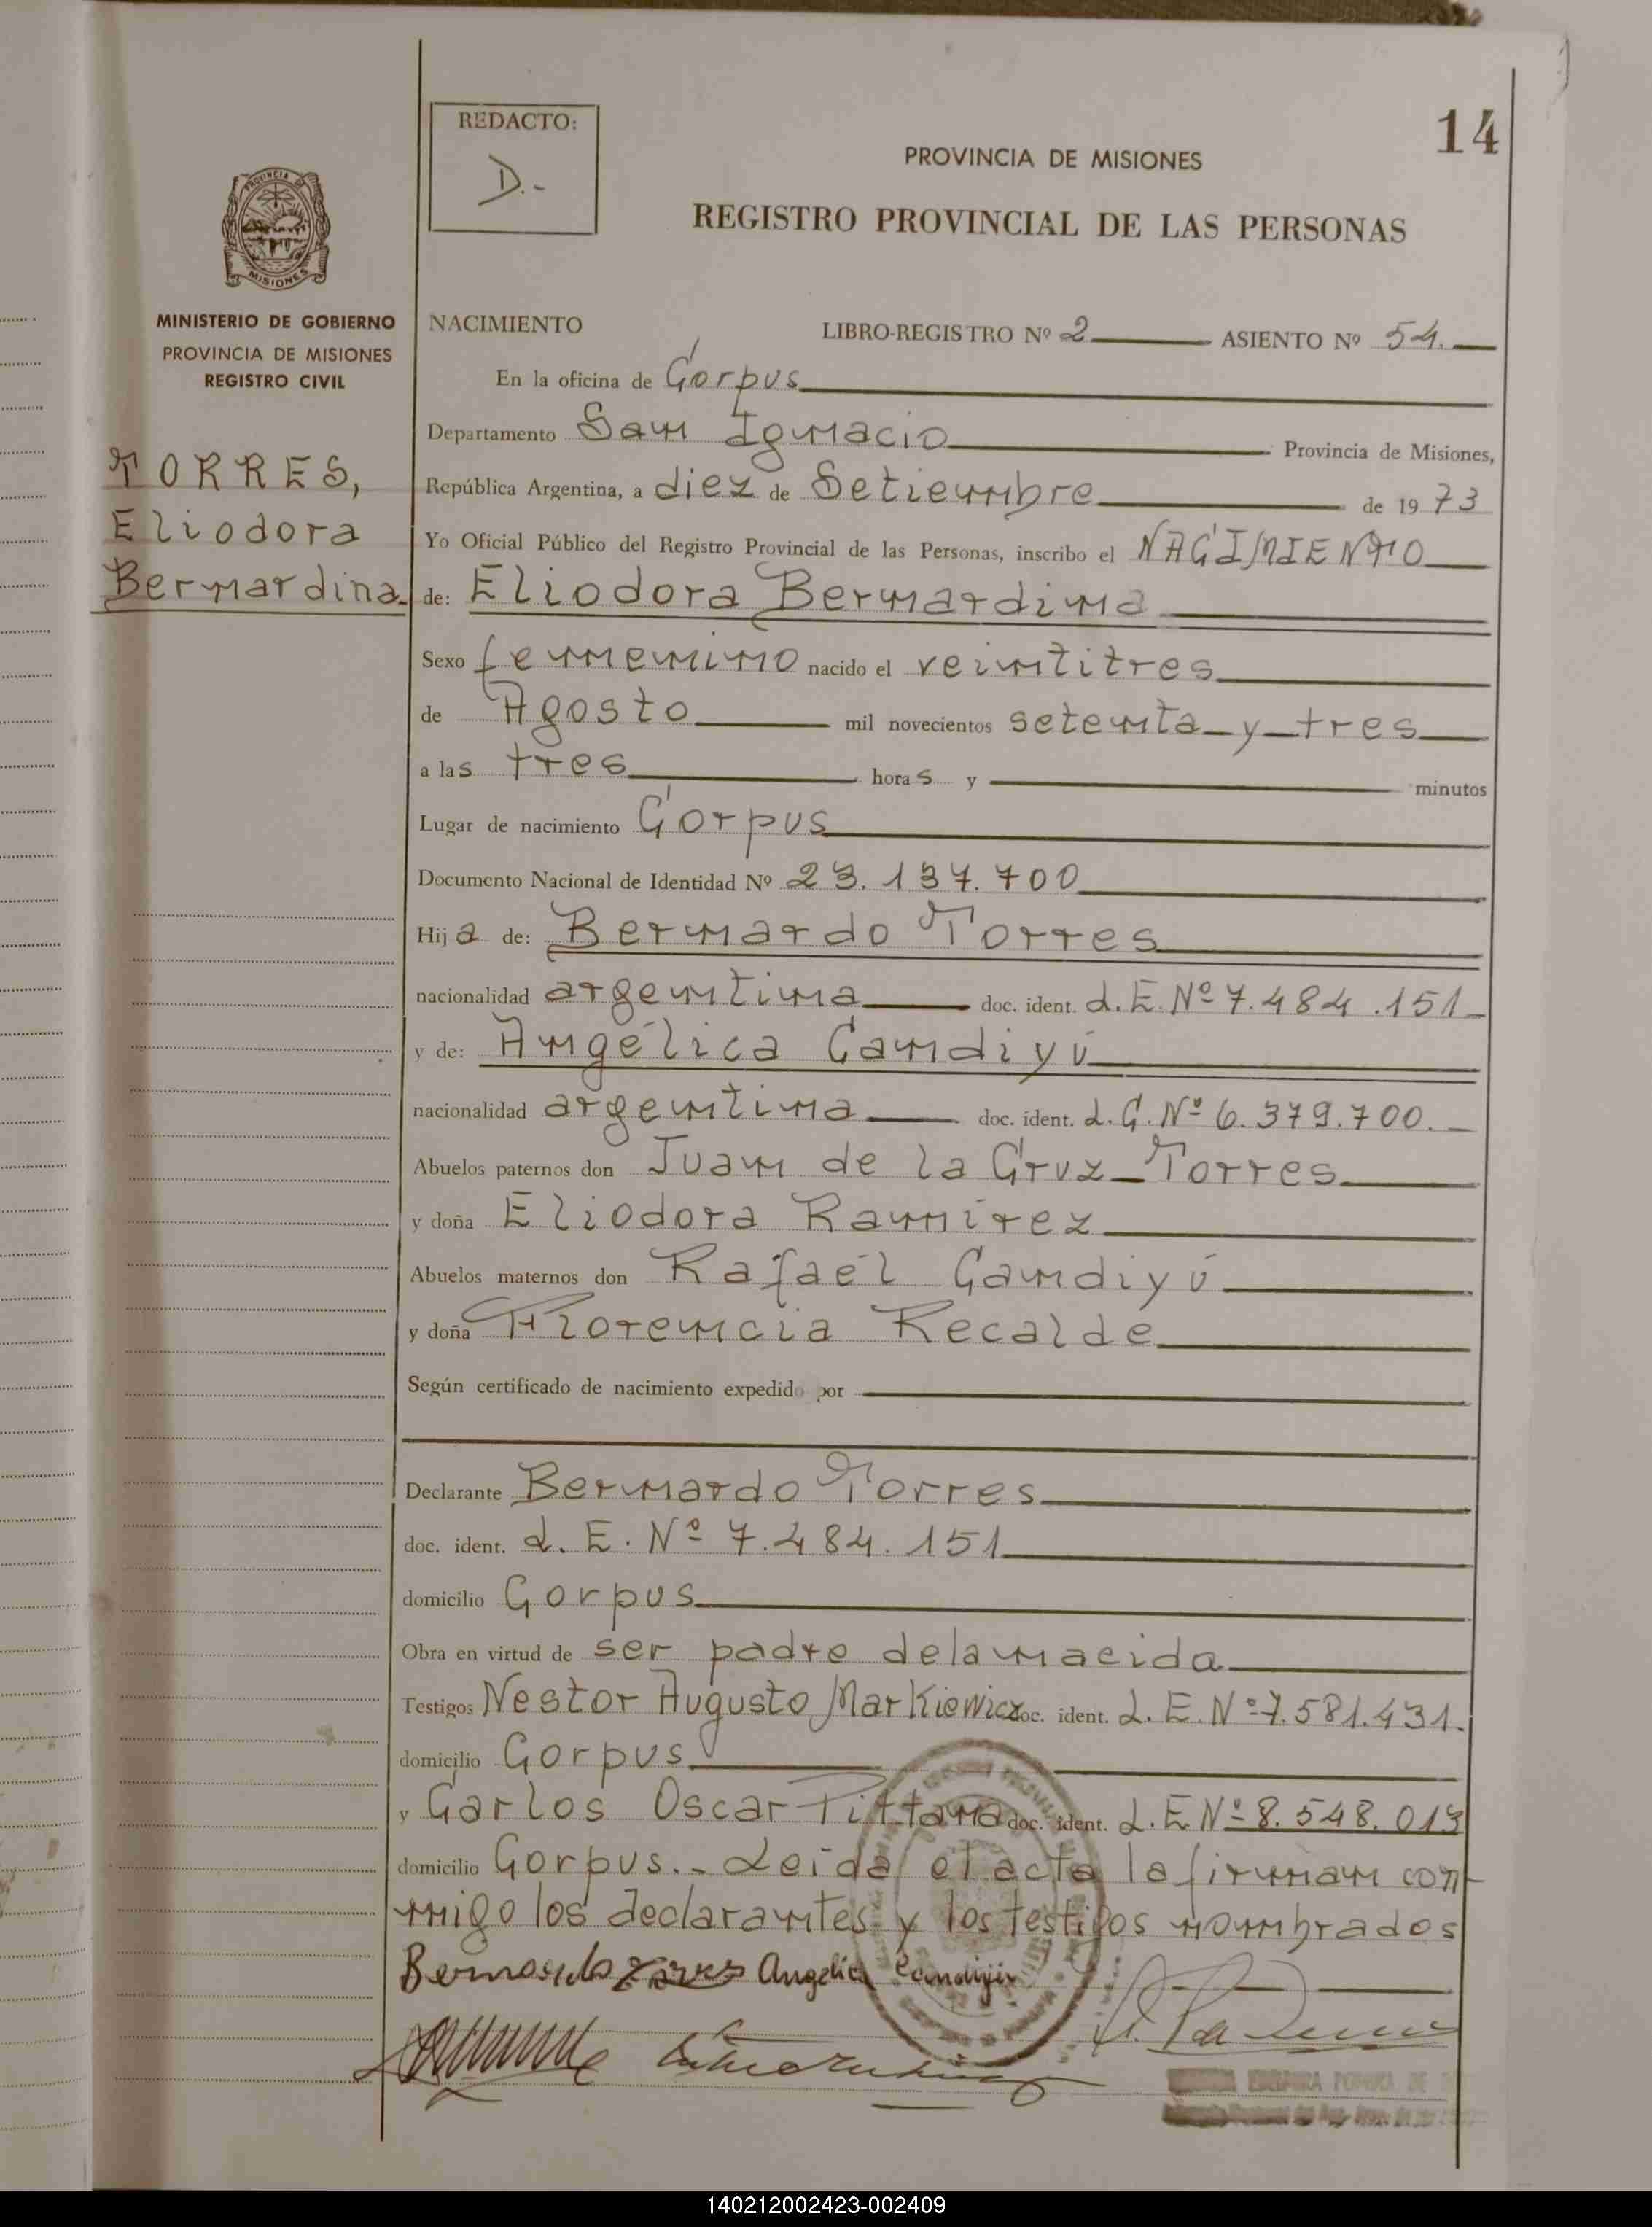 14
REDACTO:
D.-
PROVINCIA DE MISIONES
REGISTRO PROVINCIAL DE LAS PERSONAS
PROVINCIA DE
MISIONES
MINISTERIO DE GOBIERNO
PROVINCIA DE MISIONES
REGISTRO CIVIL
TORRES,
Eliodora
Bernardina.
NACIMIENTO LIBRO-REGISTRO Nº 2 ASIENTO Nº 54.
En la oficina de Córpus
Departamento San Ignacio Provincia de Misiones,
República Argentina, a diez de Setiembre de 1973
Yo Oficial Público del Registro Provincial de las Personas, inscribo el NACIMIENTO
de: Eliodora Bernardina
Sexo femenino nacido el veintitres
de Agosto mil novecientos setenta y tres
a las tres horas y minutos
Lugar de nacimiento Córpus
Documento Nacional de Identidad Nº 23.137.700
Hija de: Bernardo Torres
nacionalidad argentina doc. ident. L.E.Nº 7.484.151
y de: Angélica Candiyú
nacionalidad argentina doc. ident. L.C.Nº 6.379.700.
Abuelos paternos don Juan de la Cruz Torres
y doña Eliodora Ramírez
Abuelos maternos don Rafaél Candiyú
y doña Florencia Recalde
Según certificado de nacimiento expedido por
Declarante Bernardo Torres
doc. ident. L.E. Nº 7.484.151
domicilio Corpus
Obra en virtud de ser padre de la nacida
Testigos Nestor Augusto Markiewicz doc. ident. L.E.Nº 7.581.431.
domicilio Corpus
y Carlos Oscar Pittana doc. ident. L.E Nº 8.548.013
domicilio Corpus.- Leída el acta la firman con-
migo los declarantes y los testigos nombrados
Bernardo Torres Angelica Candiyú
140212002423-002409